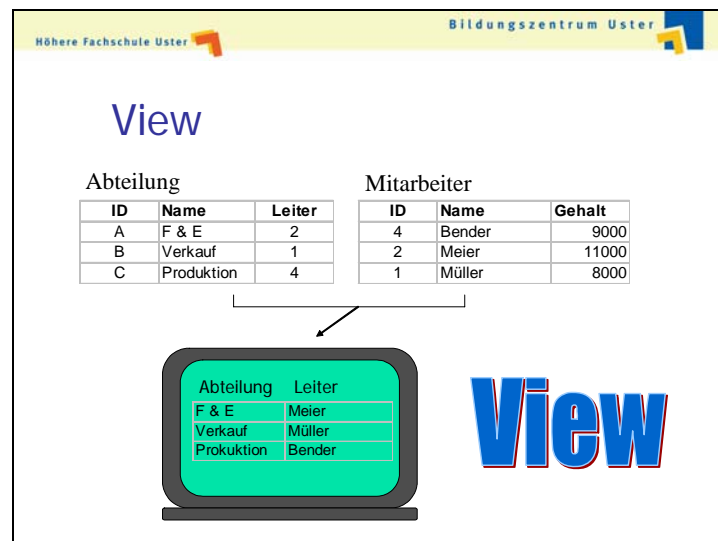 Höhere Fachschule Uster
Bildungszentrum Uster
View
Abteilung
ID Name Leiter
A F & E 2
B Verkauf 1
C Produktion 4
Mitarbeiter
ID Name Gehalt
4 Bender 9000
2 Meier 11000
1 Müller 8000
Abteilung Leiter
F & E Meier
Verkauf Müller
Prokuktion Bender
View